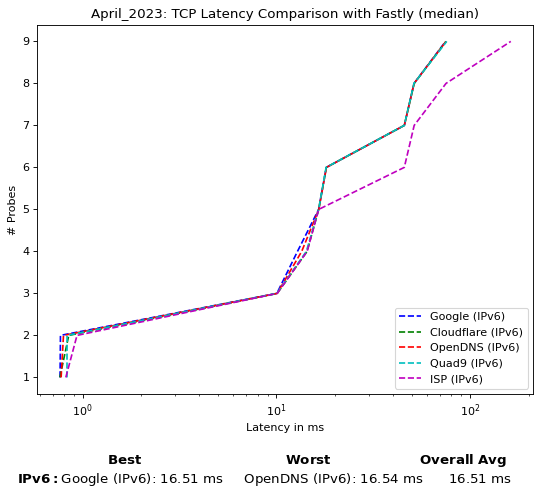 April_2023: TCP Latency Comparison with Fastly (median)
# Probes
9
8
7
6
5
4
3
2
1
10⁰ 10¹ 10²
Latency in ms
Google (IPv6)
Cloudflare (IPv6)
OpenDNS (IPv6)
Quad9 (IPv6)
ISP (IPv6)
Best Worst Overall Avg
IPv6: Google (IPv6): 16.51 ms OpenDNS (IPv6): 16.54 ms 16.51 ms